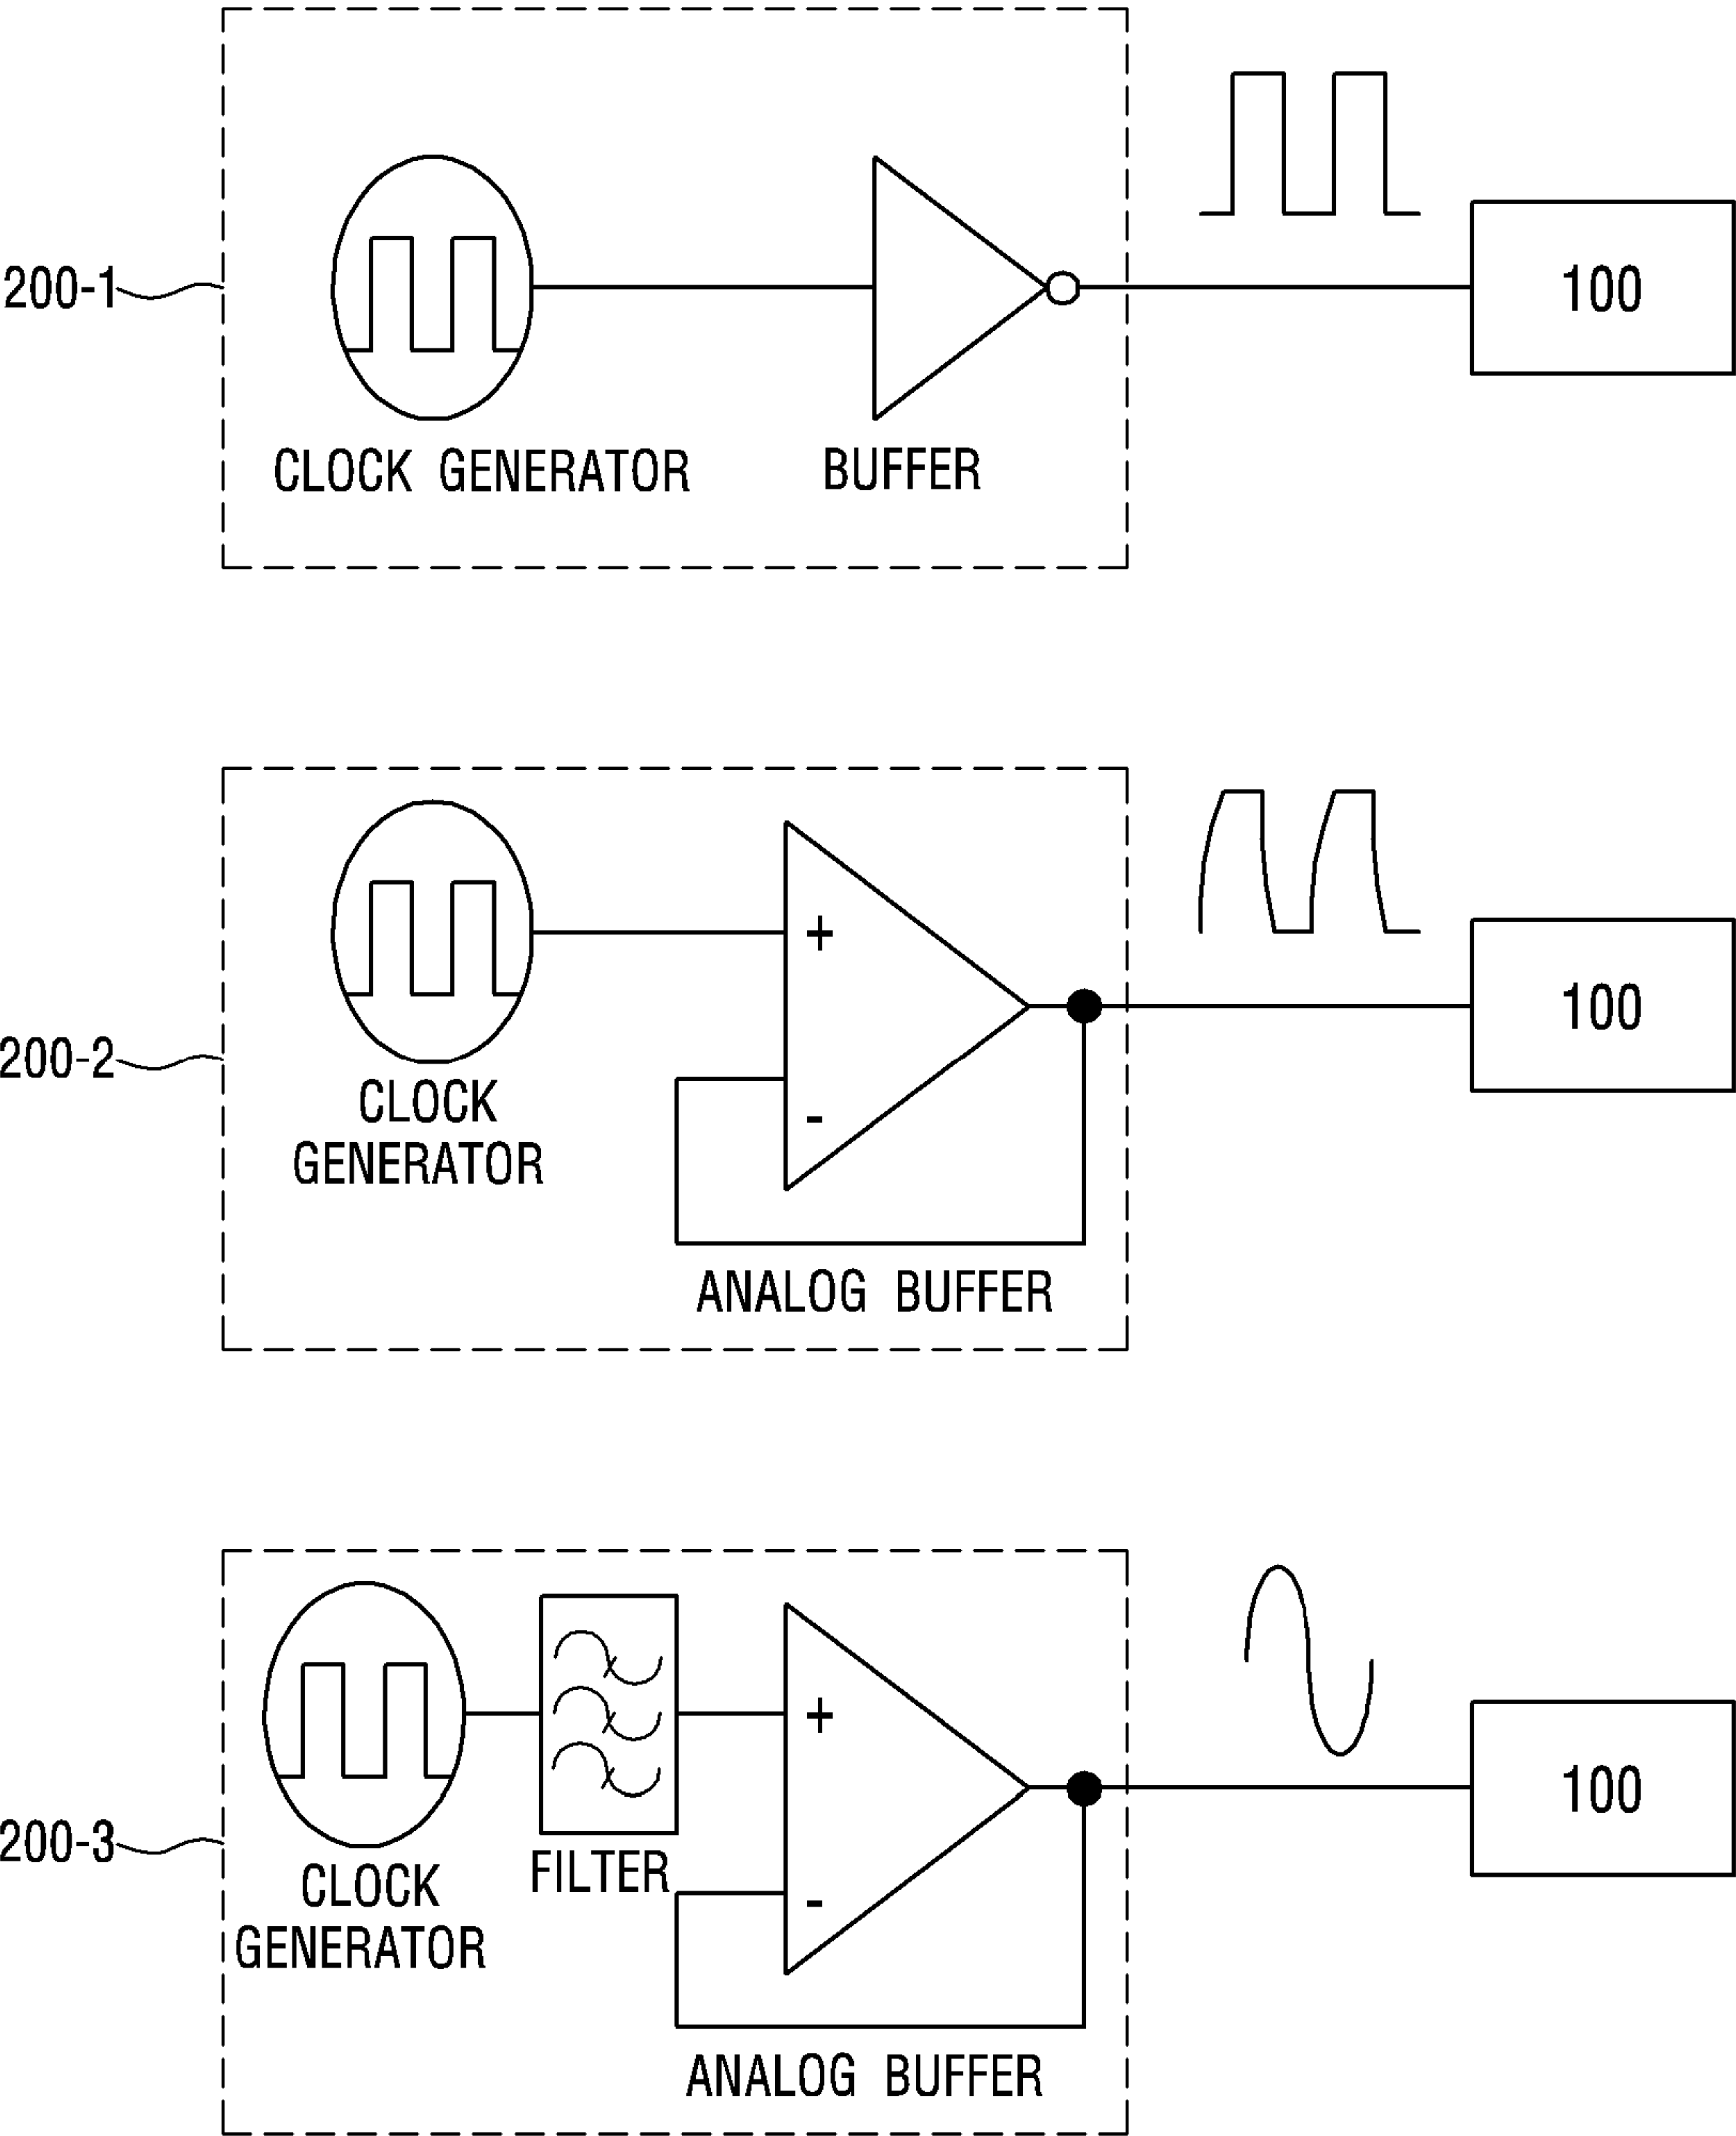 200-1
100
CLOCK GENERATOR
BUFFER
+
100
200-2
CLOCK
GENERATOR
-
ANALOG BUFFER
+
100
200-3
CLOCK
GENERATOR
FILTER
-
ANALOG BUFFER